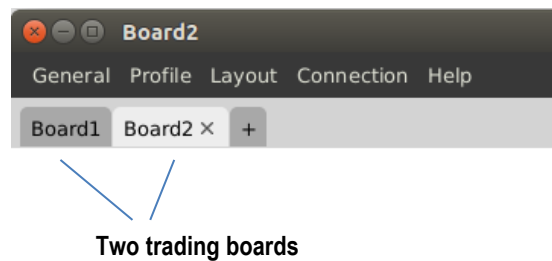 Board2
General Profile Layout Connection Help
Board1 Board2 × +
Two trading boards